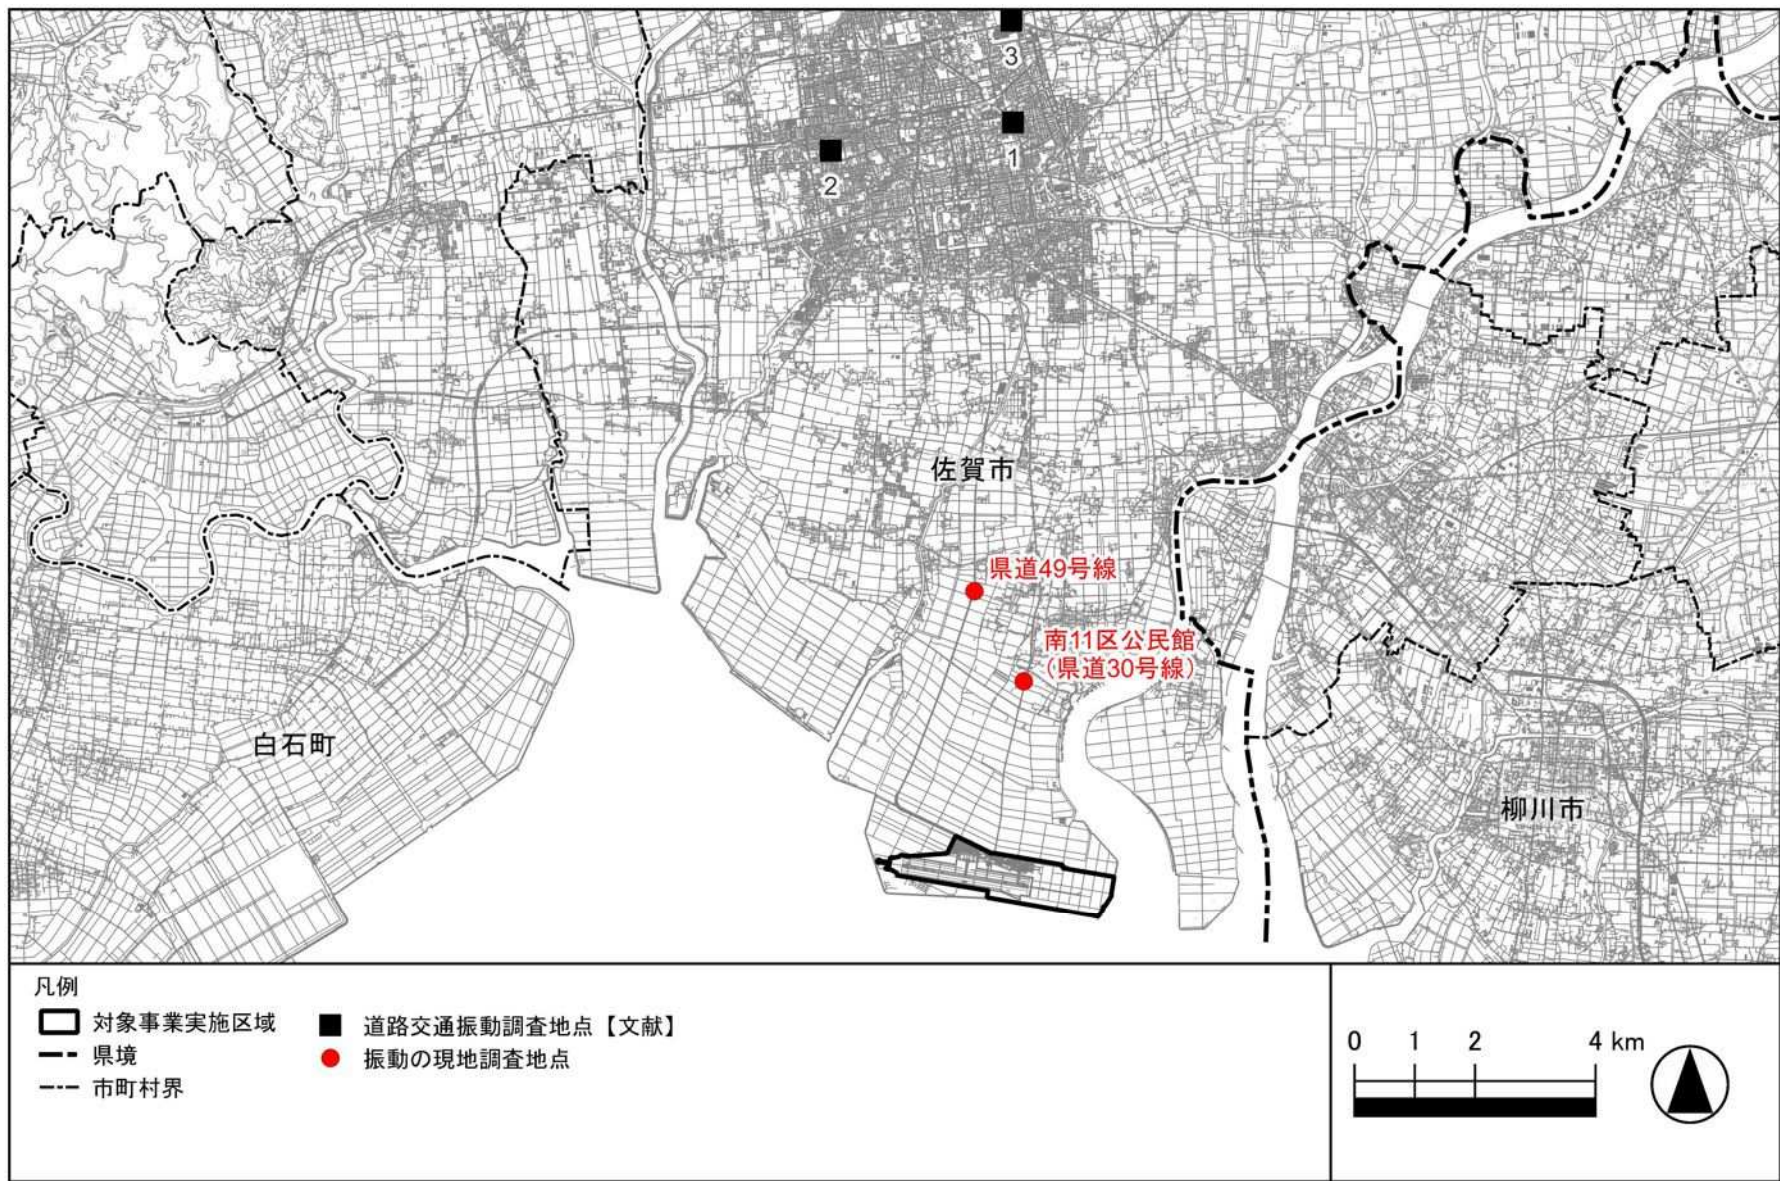 3
1
2
佐賀市
県道49号線
南11区公民館
（県道30号線）
白石町
柳川市
凡例
対象事業実施区域
県境
市町村界
道路交通振動調査地点【文献】
振動の現地調査地点
0 1 2 4 km